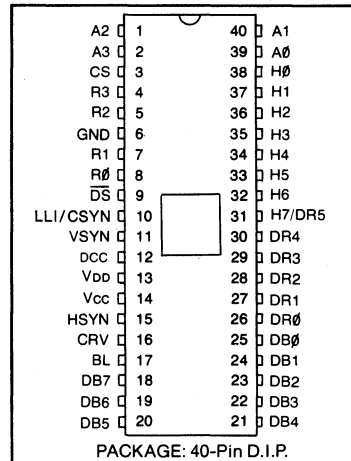 A2 1 40 A1
A3 2 39 AØ
CS 3 38 HØ
R3 4 37 H1
R2 5 36 H2
GND 6 35 H3
R1 7 34 H4
RØ 8 33 H5
DS 9 32 H6
LLI/CSYN 10 31 H7/DR5
VSYN 11 30 DR4
DCC 12 29 DR3
VDD 13 28 DR2
VCC 14 27 DR1
HSYN 15 26 DRØ
CRV 16 25 DBØ
BL 17 24 DB1
DB7 18 23 DB2
DB6 19 22 DB3
DB5 20 21 DB4
PACKAGE: 40-Pin D.I.P.